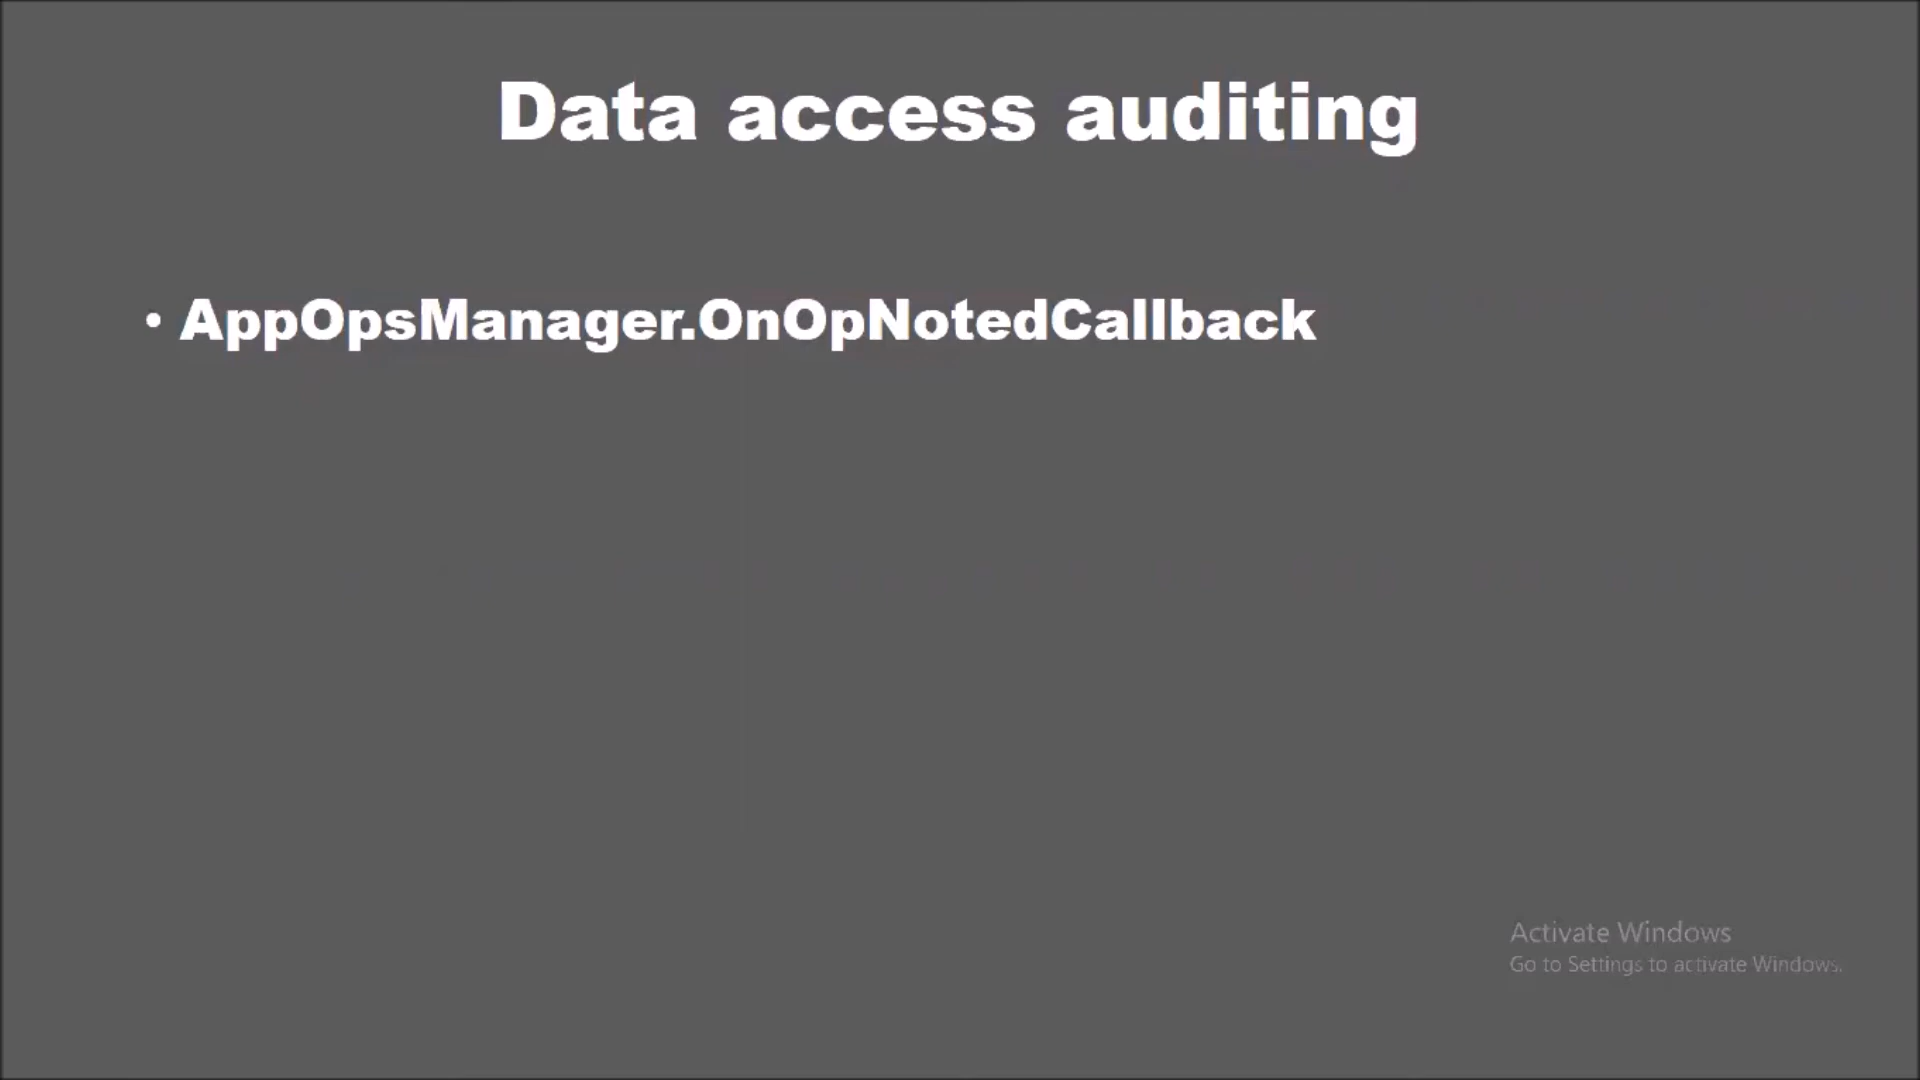 Data access auditing
• AppOpsManager.OnOpNotedCallback
Activate Windows
Go to Settings to activate Windows.